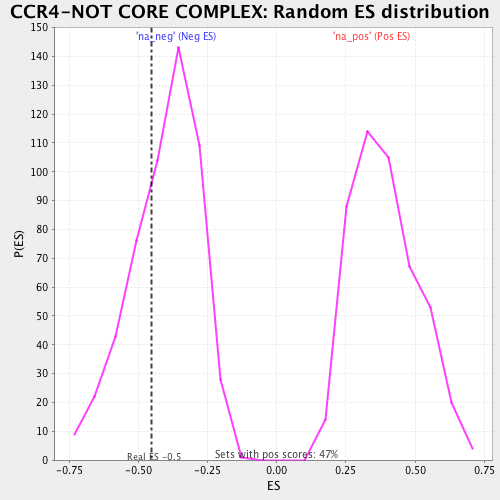 CCR4-NOT CORE COMPLEX: Random ES distribution
'na_neg' (Neg ES)
'na_pos' (Pos ES)
150
140
130
120
110
100
90
80
70
60
50
40
30
20
10
0
P(ES)
Real ES -0.5
Sets with pos scores: 47%
-0.75 -0.50 -0.25 0.00 0.25 0.50 0.75
ES